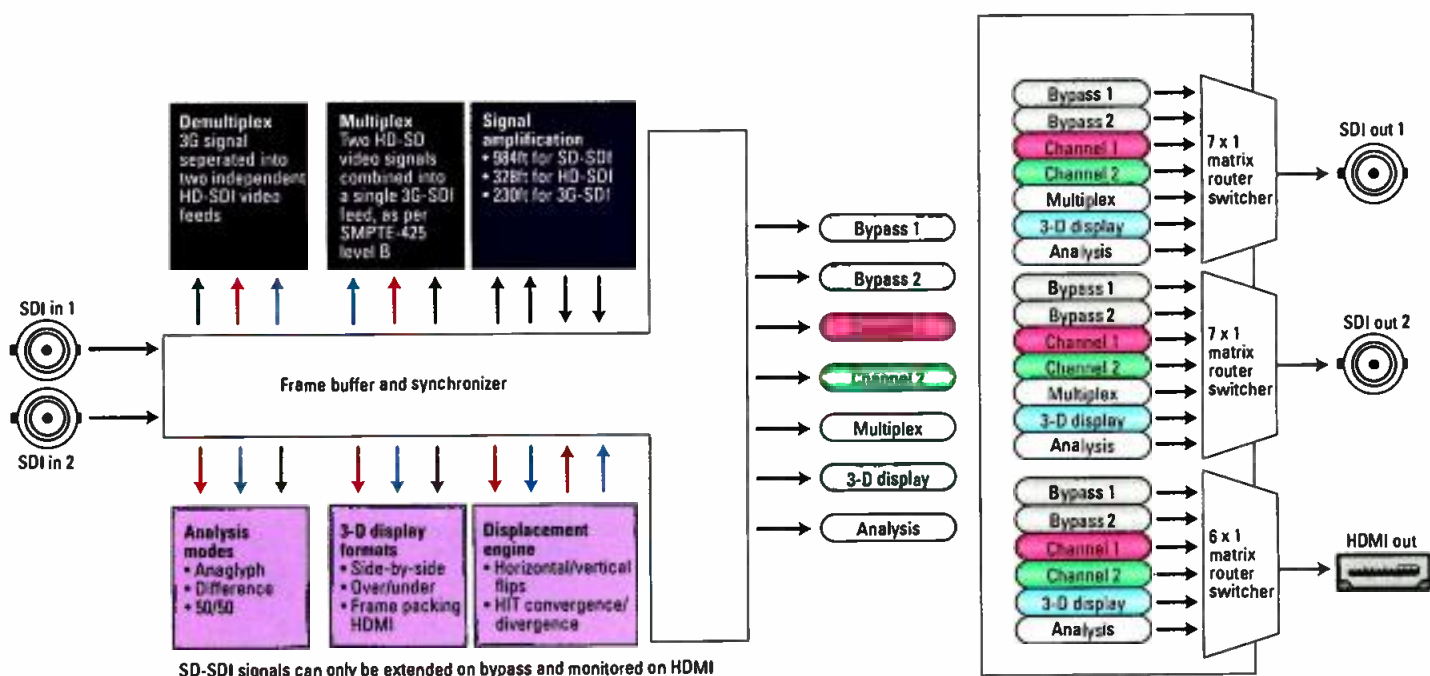 Demultiplex
3G signal
seperated into
two independent
HD-SDI video
feeds
Multiplex
Two HD-SD
video signals
combined into
a single 3G-SDI
feed, as per
SMPTE-425
level B
Signal
amplification
• 984ft for SD-SDI
• 328ft for HD-SDI
• 230ft for 3G-SDI
SDI in 1
SDI in 2
Frame buffer and synchronizer
Analysis
modes
• Anaglyph
• Difference
• 50/50
3-D display
formats
• Side-by-side
• Over/under
• Frame packing
HDMI
Displacement
engine
• Horizontal/vertical
flips
• HIT convergence/
divergence
SD-SDI signals can only be extended on bypass and monitored on HDMI
Bypass 1
Bypass 2
Channel 2
Multiplex
3-D display
Analysis
Bypass 1
Bypass 2
Channel 1
Channel 2
Multiplex
3-D display
Analysis
7 x 1
matrix
router
switcher
SDI out 1
Bypass 1
Bypass 2
Channel 1
Channel 2
Multiplex
3-D display
Analysis
7 x 1
matrix
router
switcher
SDI out 2
Bypass 1
Bypass 2
Channel 1
Channel 2
3-D display
Analysis
6 x 1
matrix
router
switcher
HDMI out